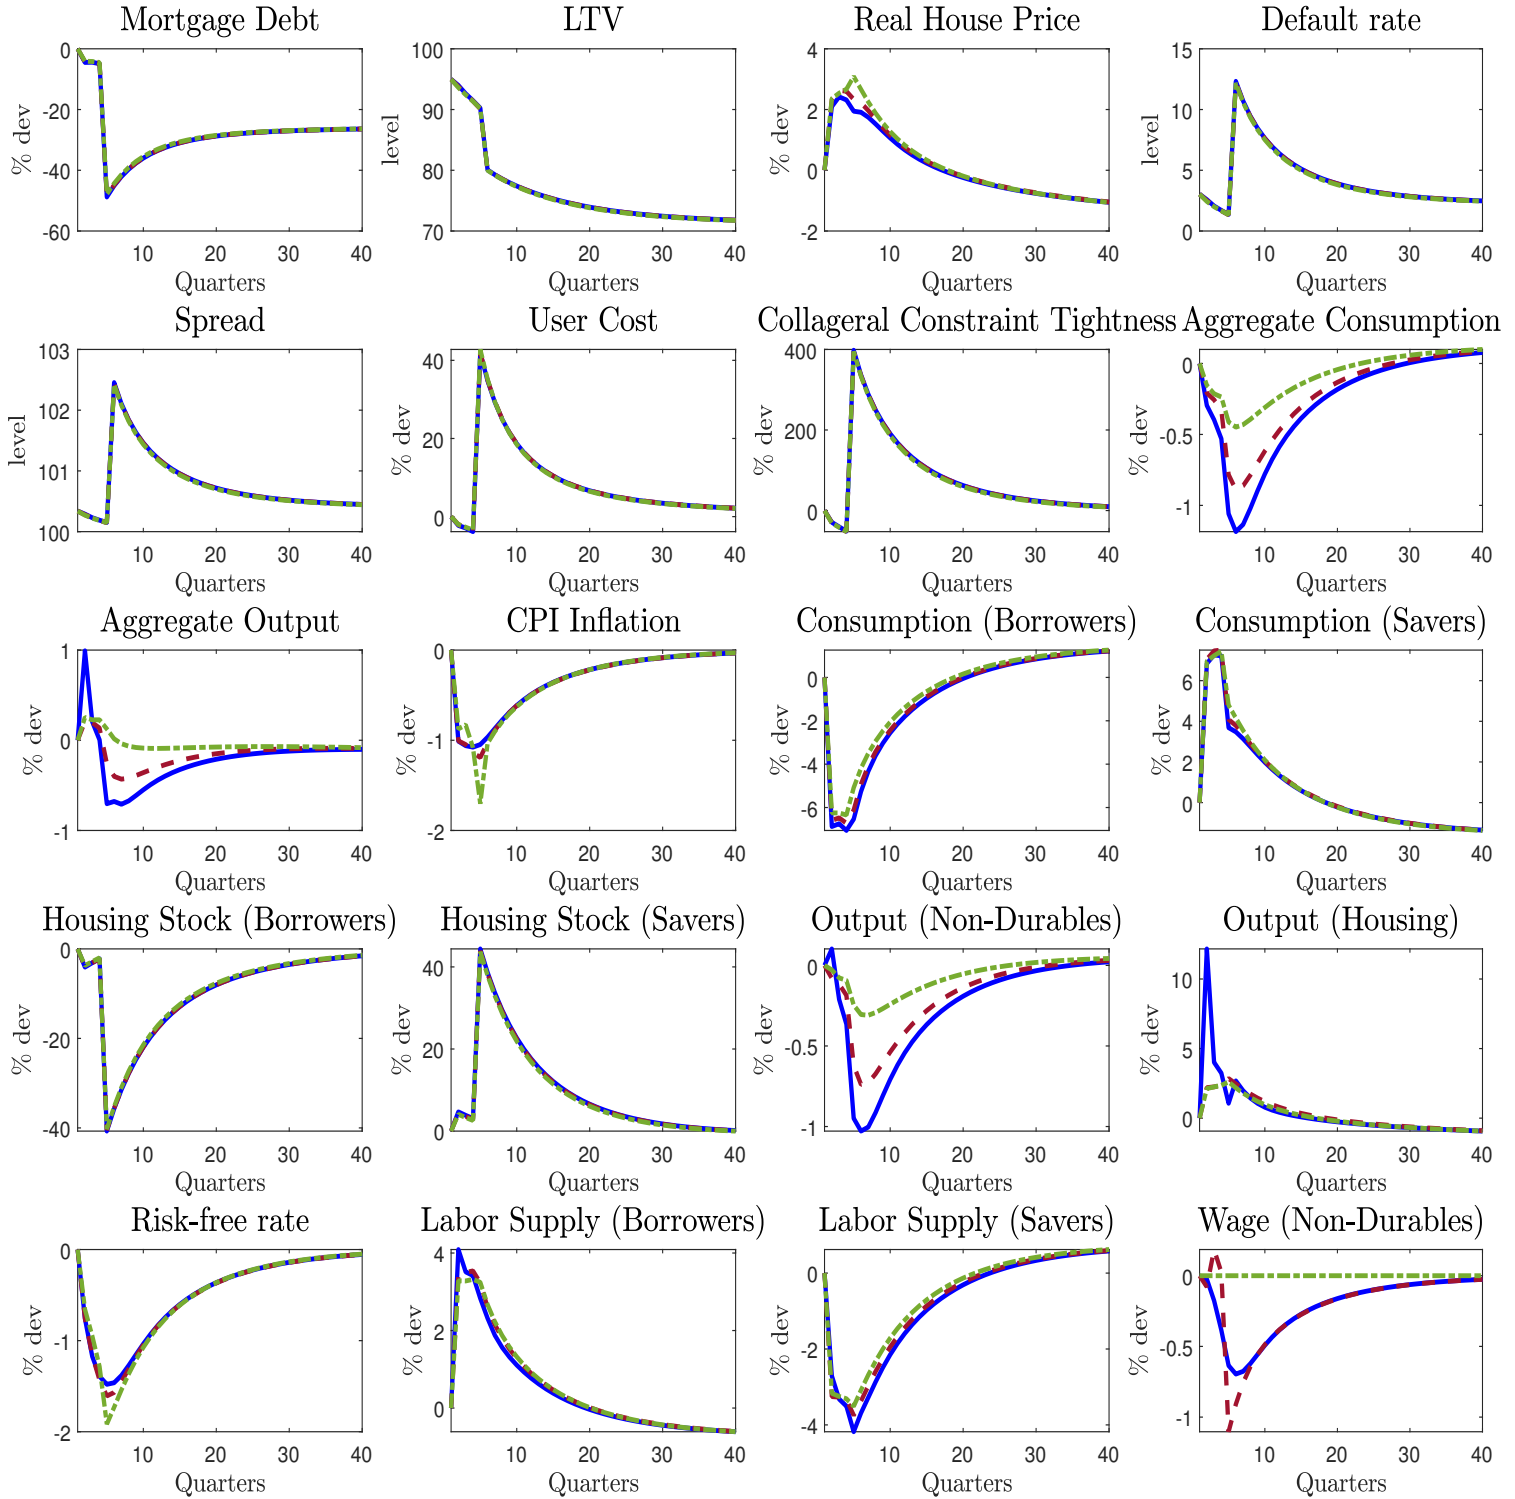 Mortgage Debt LTV Real House Price Default rate
0 100 4 15
-20 90 2 10
-40 80 0 5
-60 70 -2 0
% dev level % dev level
10 20 30 40 10 20 30 40 10 20 30 40 10 20 30 40
Quarters Quarters Quarters Quarters
Spread User Cost Collageral Constraint Tightness Aggregate Consumption
103 40 400 0
102 20 200 -0.5
101 0 0 -1
100
level % dev % dev % dev
10 20 30 40 10 20 30 40 10 20 30 40 10 20 30 40
Quarters Quarters Quarters Quarters
Aggregate Output CPI Inflation Consumption (Borrowers) Consumption (Savers)
1 0 0 6
0 -1 -2 4
-1 -2 -4 2
-6 0
% dev % dev % dev % dev
10 20 30 40 10 20 30 40 10 20 30 40 10 20 30 40
Quarters Quarters Quarters Quarters
Housing Stock (Borrowers) Housing Stock (Savers) Output (Non-Durables) Output (Housing)
0 40 0 10
-20 20 -0.5 5
-40 0 -1 0
% dev % dev % dev % dev
10 20 30 40 10 20 30 40 10 20 30 40 10 20 30 40
Quarters Quarters Quarters Quarters
Risk-free rate Labor Supply (Borrowers) Labor Supply (Savers) Wage (Non-Durables)
0 4 0 0
-1 2 -2 -0.5
-2 0 -4 -1
% dev % dev % dev % dev
10 20 30 40 10 20 30 40 10 20 30 40 10 20 30 40
Quarters Quarters Quarters Quarters